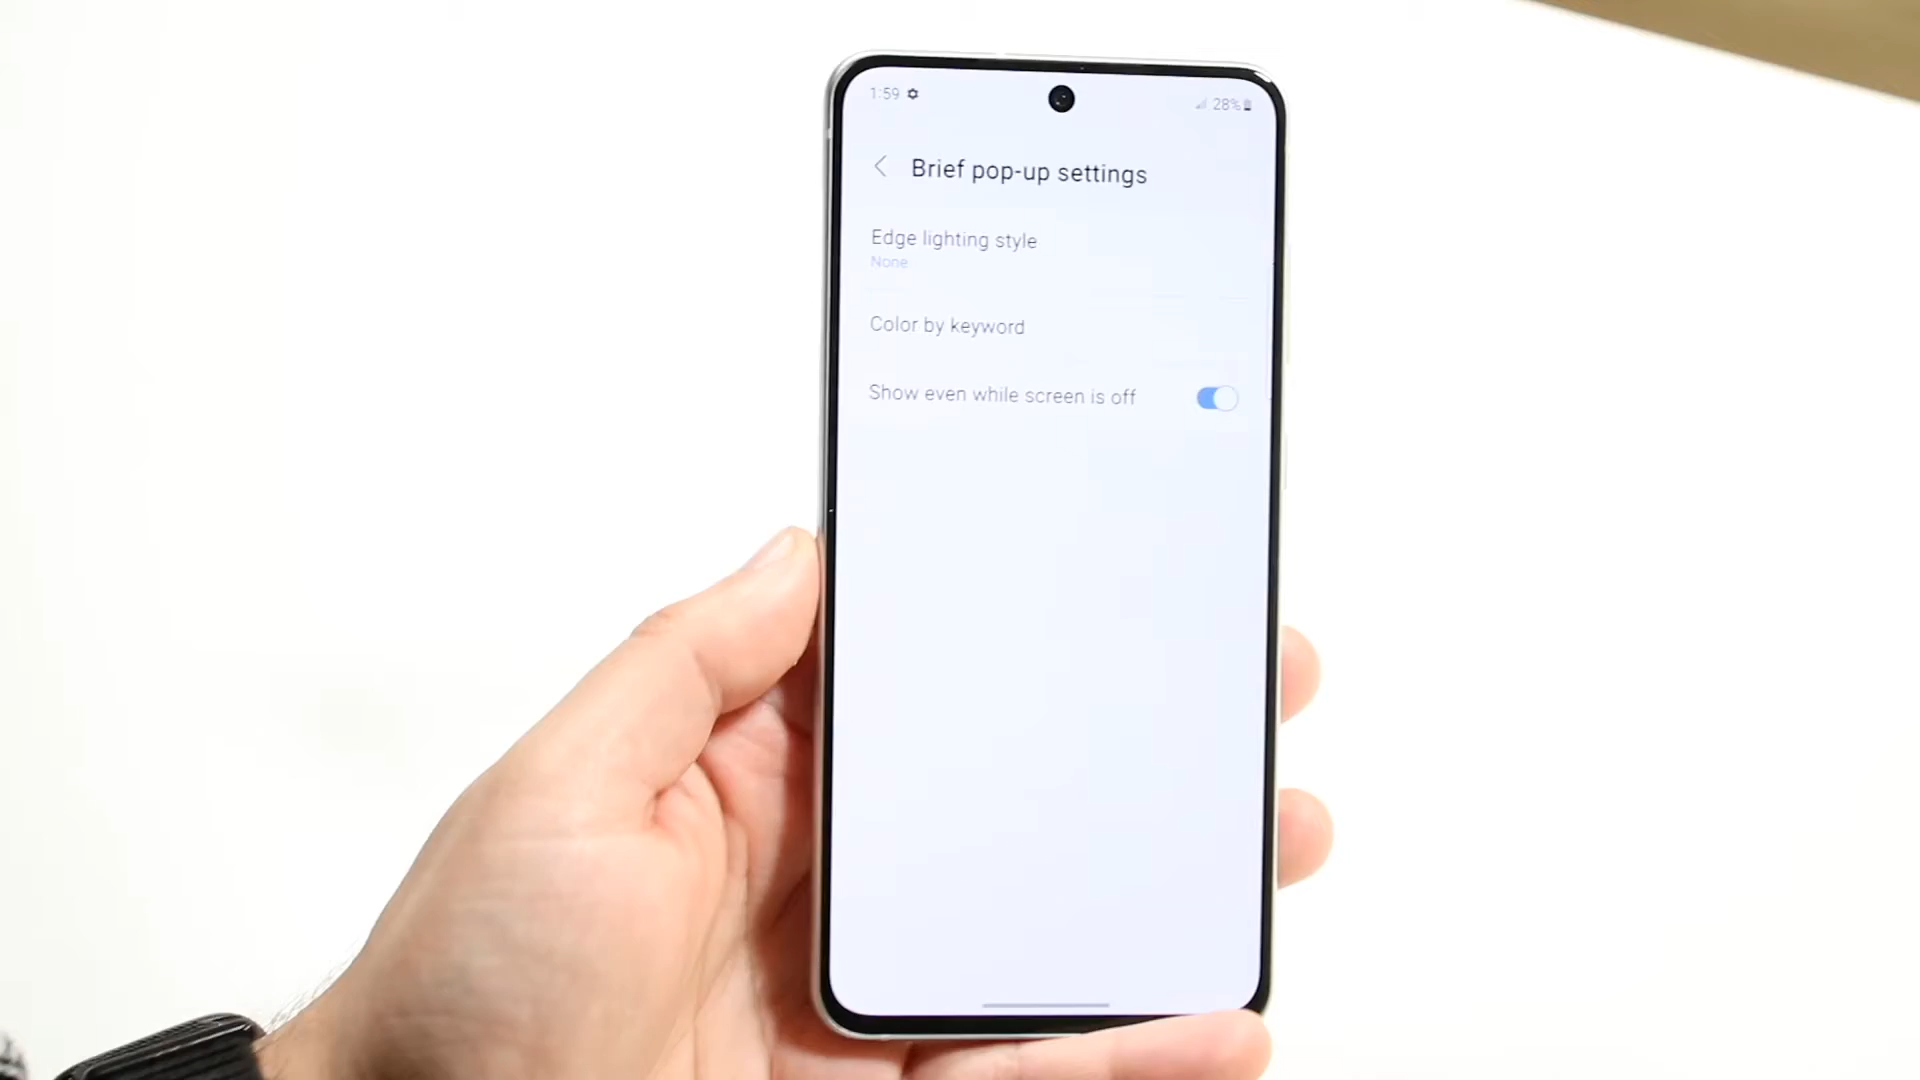 1:59
28%
Brief pop-up settings
Edge lighting style
None
Color by keyword
Show even while screen is off